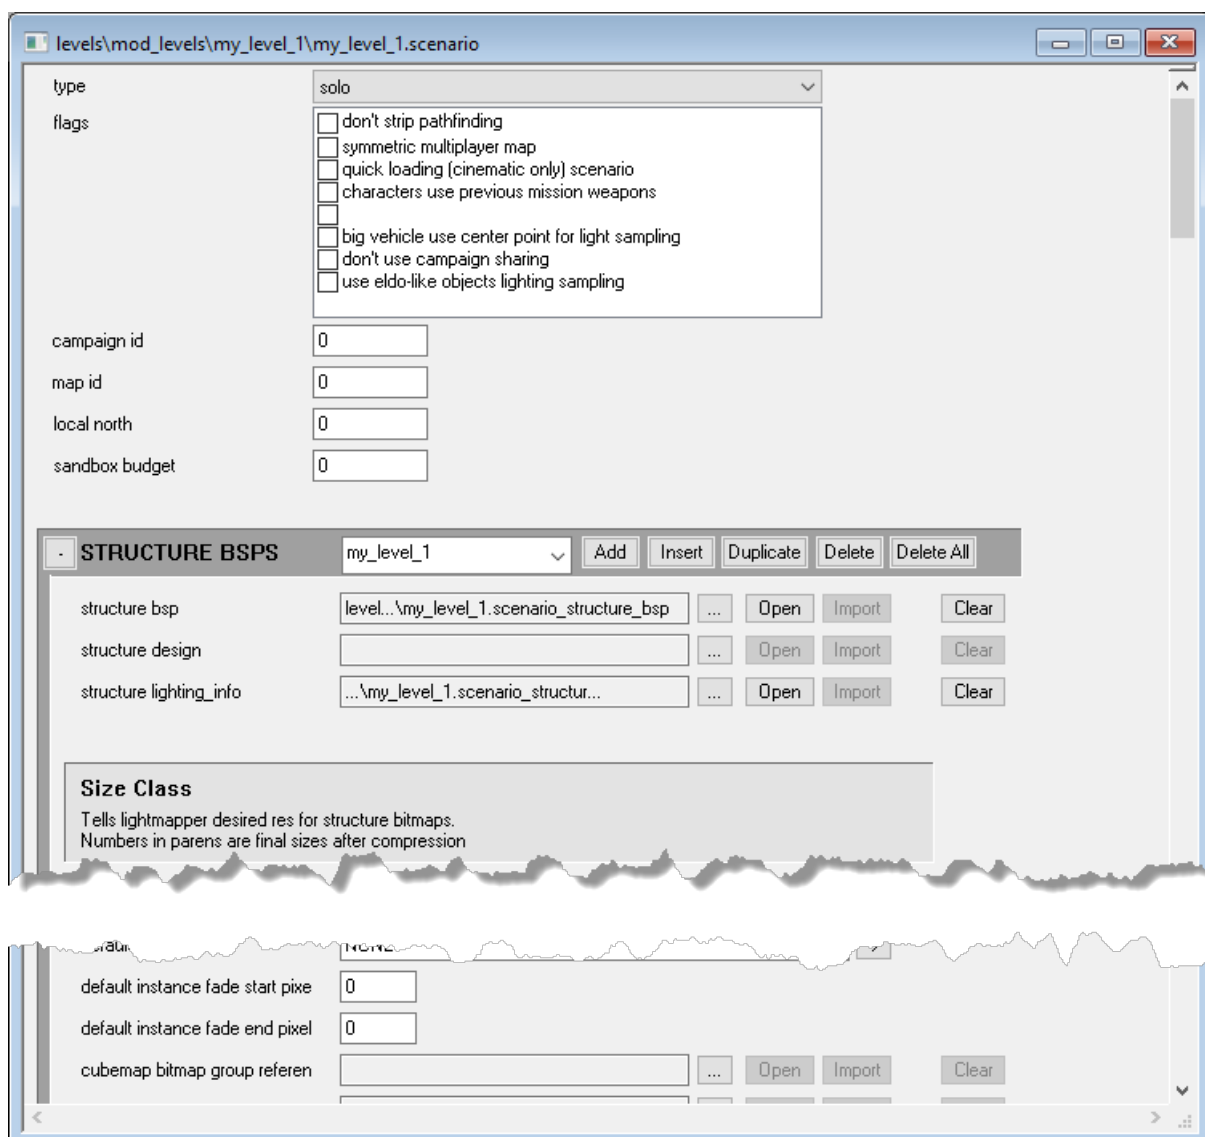 levels\mod_levels\my_level_1\my_level_1.scenario
type solo
flags
don't strip pathfinding
symmetric multiplayer map
quick loading (cinematic only) scenario
characters use previous mission weapons
big vehicle use center point for light sampling
don't use campaign sharing
use eldo-like objects lighting sampling
campaign id 0
map id 0
local north 0
sandbox budget 0
- STRUCTURE BSPS my_level_1 Add Insert Duplicate Delete Delete All
structure bsp level...\my_level_1.scenario_structure_bsp ... Open Import Clear
structure design ... Open Import Clear
structure lighting_info ...\my_level_1.scenario_structur... ... Open Import Clear
Size Class
Tells lightmapper desired res for structure bitmaps.
Numbers in parens are final sizes after compression
default instance fade start pixe 0
default instance fade end pixel 0
cubemap bitmap group referen ... Open Import Clear